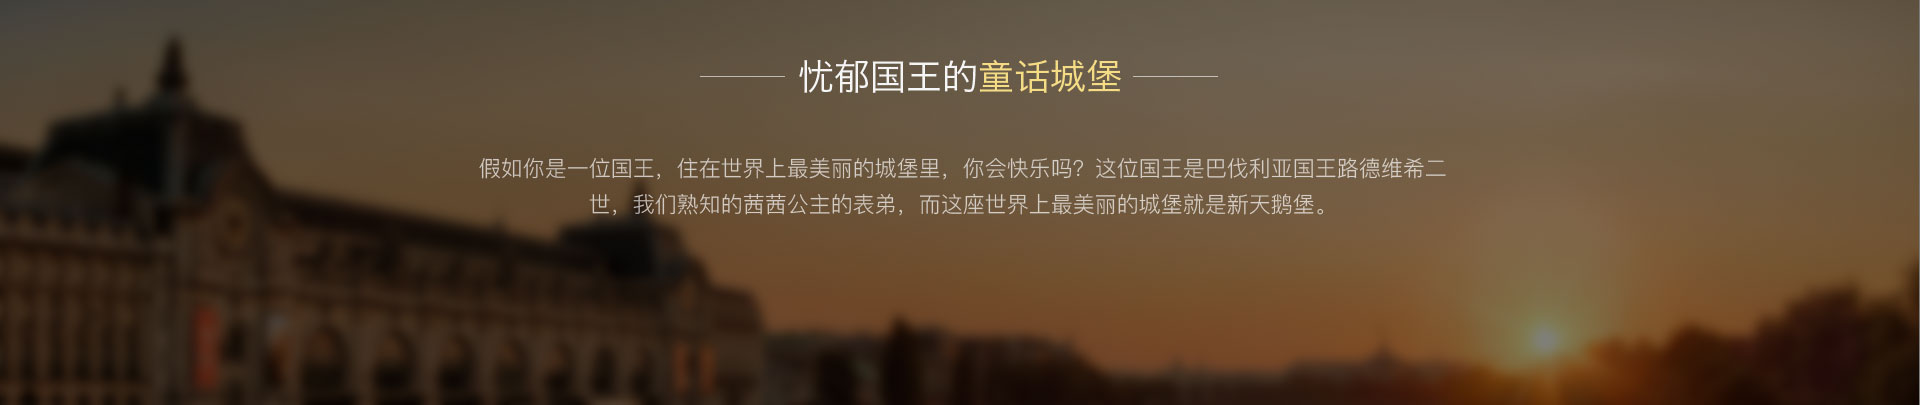 忧郁国王的童话城堡
假如你是一位国王，住在世界上最美丽的城堡里，你会快乐吗？这位国王是巴伐利亚国王路德维希二
世，我们熟知的茜茜公主的表弟，而这座世界上最美丽的城堡就是新天鹅堡。